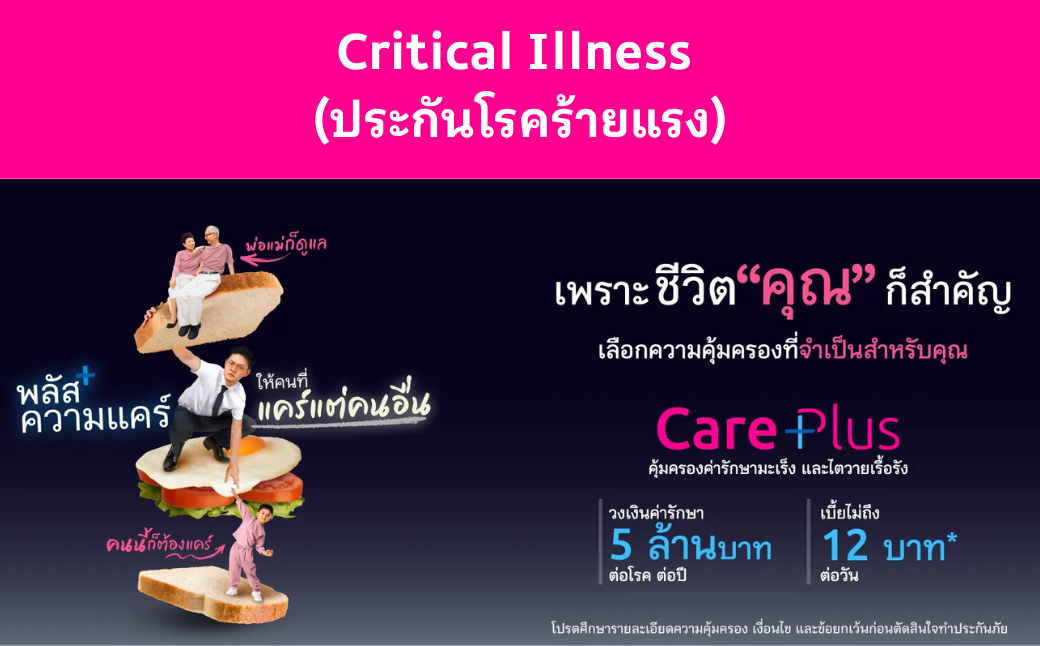 Critical Illness
(ประกันโรคร้ายแรง)
พ่อแม่ก็ดูแล
พลัส+
ความแคร์
ให้คนที่
แคร์แต่คนอื่น
คนนี้ก็ต้องแคร์
เพราะชีวิต“คุณ” ก็สำคัญ
เลือกความคุ้มครองที่จำเป็นสำหรับคุณ
Care Plus
คุ้มครองค่ารักษามะเร็ง และไตวายเรื้อรัง
วงเงินค่ารักษา
5 ล้านบาท
ต่อโรค ต่อปี
เบี้ยไม่ถึง
12 บาท*
ต่อวัน
โปรดศึกษารายละเอียดความคุ้มครอง เงื่อนไข และข้อยกเว้นก่อนตัดสินใจทำประกันภัย